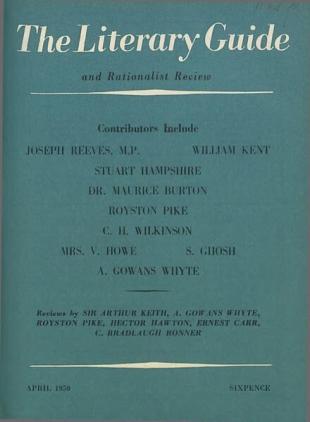 The Literary Guide
and Rationalist Review
Contributors Include
JOSEPH REEVES, M.P. WILLIAM KENT
STUART HAMPSHIRE
DR. MAURICE BURTON
ROYSTON PIKE
C. H. WILKINSON
MRS. V. HOWE S. GHOSH
A. GOWANS WHYTE
Reviews by SIR ARTHUR KEITH, A. GOWANS WHYTE,
ROYSTON PIKE, HECTOR HAWTON, ERNEST CARR,
C. BRADLAUGH BONNER
APRIL 1950 SIXPENCE